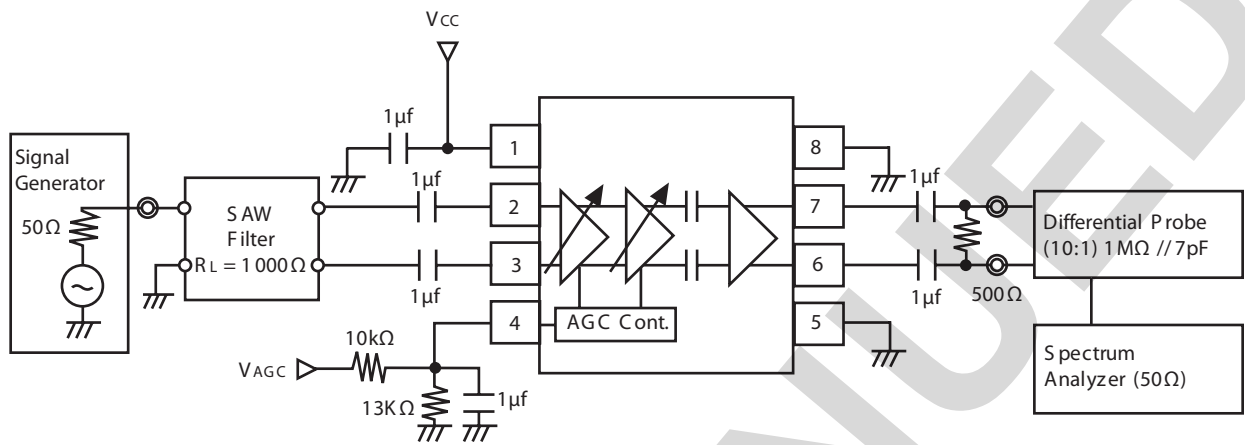 VCC
1µf
Signal
Generator
50Ω
SAW
Filter
RL = 1000Ω
1µf
1µf
1
2
3
4
8
7
6
5
AGC Cont.
VAGC
10kΩ
13KΩ
1µf
1µf
1µf
500Ω
Differential Probe
(10:1) 1MΩ // 7pF
Spectrum
Analyzer (50Ω)
NUED